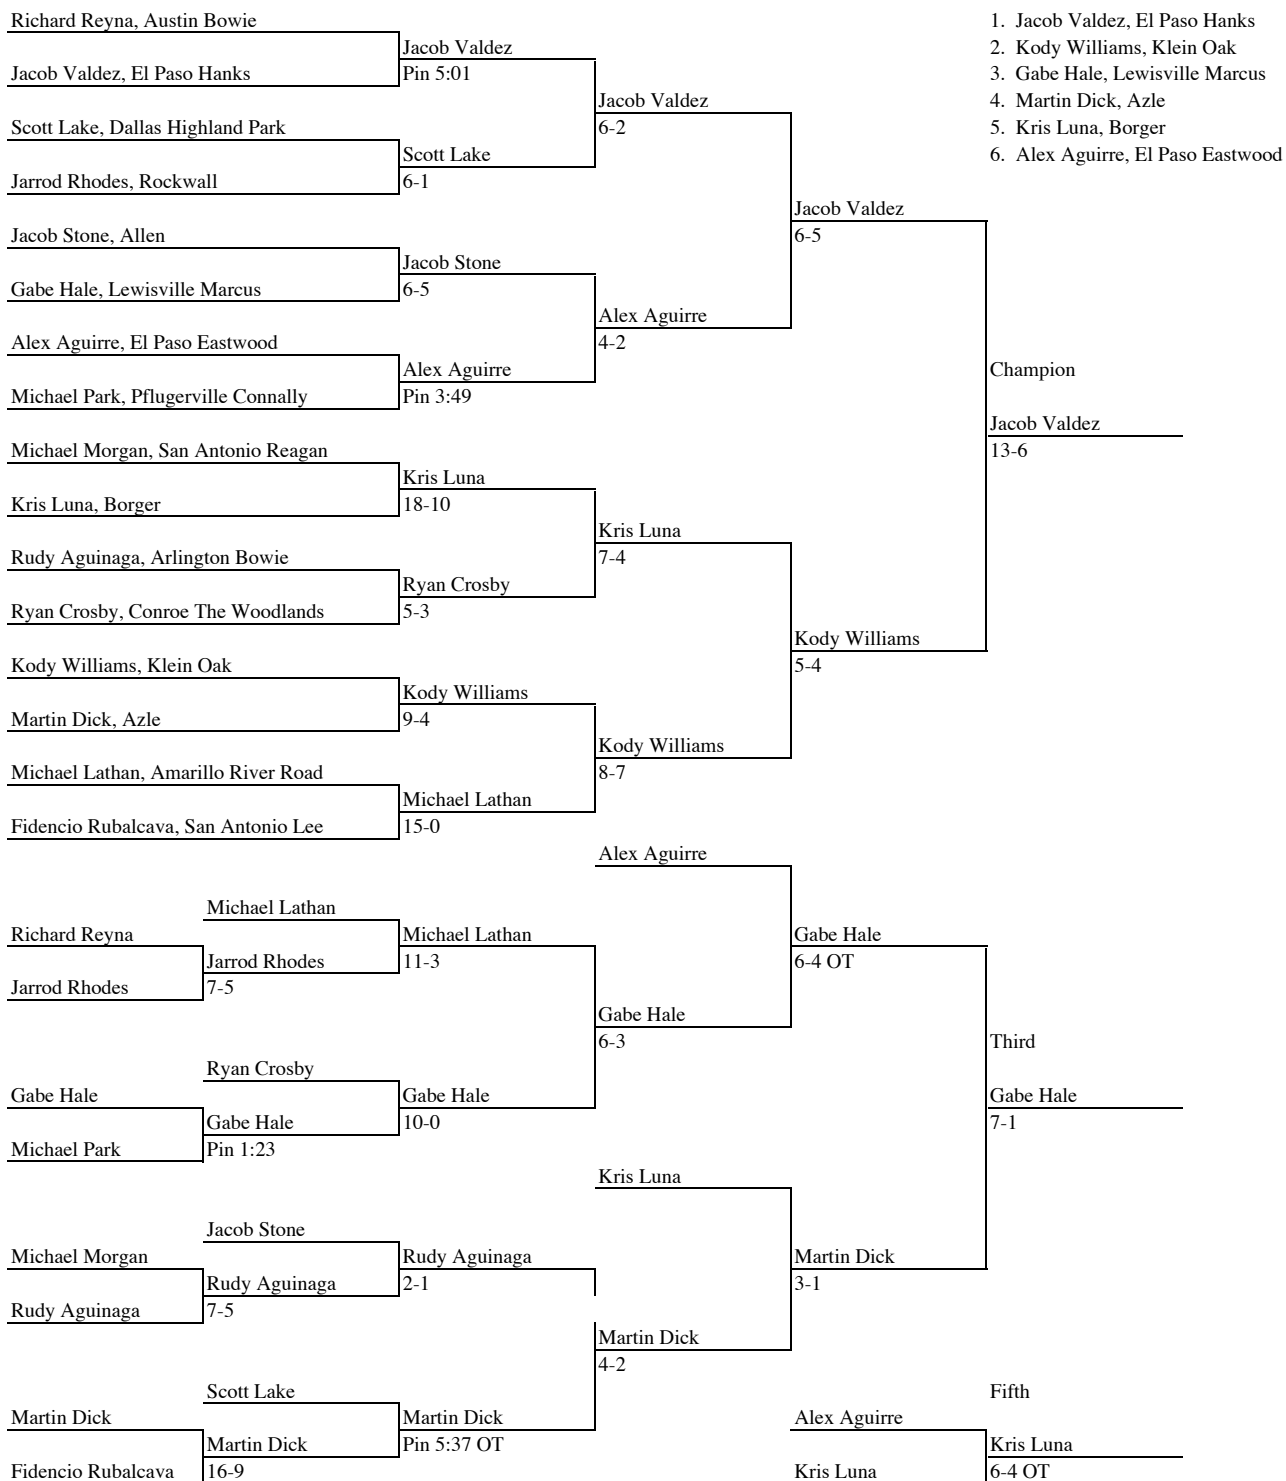 Richard Reyna, Austin Bowie
1. Jacob Valdez, El Paso Hanks
Jacob Valdez
2. Kody Williams, Klein Oak
Jacob Valdez, El Paso Hanks
Pin 5:01
3. Gabe Hale, Lewisville Marcus
Jacob Valdez
4. Martin Dick, Azle
Scott Lake, Dallas Highland Park
6-2
5. Kris Luna, Borger
Scott Lake
6. Alex Aguirre, El Paso Eastwood
Jarrod Rhodes, Rockwall
6-1
Jacob Valdez
Jacob Stone, Allen
6-5
Jacob Stone
Gabe Hale, Lewisville Marcus
6-5
Alex Aguirre
Alex Aguirre, El Paso Eastwood
4-2
Alex Aguirre
Champion
Michael Park, Pflugerville Connally
Pin 3:49
Jacob Valdez
Michael Morgan, San Antonio Reagan
13-6
Kris Luna
Kris Luna, Borger
18-10
Kris Luna
Rudy Aguinaga, Arlington Bowie
7-4
Ryan Crosby
Ryan Crosby, Conroe The Woodlands
5-3
Kody Williams
Kody Williams, Klein Oak
5-4
Kody Williams
Martin Dick, Azle
9-4
Kody Williams
Michael Lathan, Amarillo River Road
8-7
Michael Lathan
Fidencio Rubalcava, San Antonio Lee
15-0
Alex Aguirre
Michael Lathan
Richard Reyna
Michael Lathan
Gabe Hale
Jarrod Rhodes
11-3
6-4 OT
Jarrod Rhodes
7-5
Gabe Hale
6-3
Third
Ryan Crosby
Gabe Hale
Gabe Hale
Gabe Hale
Gabe Hale
10-0
7-1
Michael Park
Pin 1:23
Kris Luna
Jacob Stone
Michael Morgan
Rudy Aguinaga
Martin Dick
Rudy Aguinaga
2-1
3-1
Rudy Aguinaga
7-5
Martin Dick
4-2
Scott Lake
Fifth
Martin Dick
Martin Dick
Alex Aguirre
Martin Dick
Pin 5:37 OT
Kris Luna
Fidencio Rubalcava
16-9
Kris Luna
6-4 OT